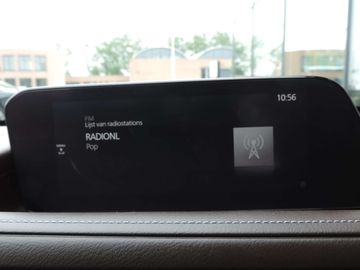 FM
10:56
Lijst van radiostations
RADIONL
Pop